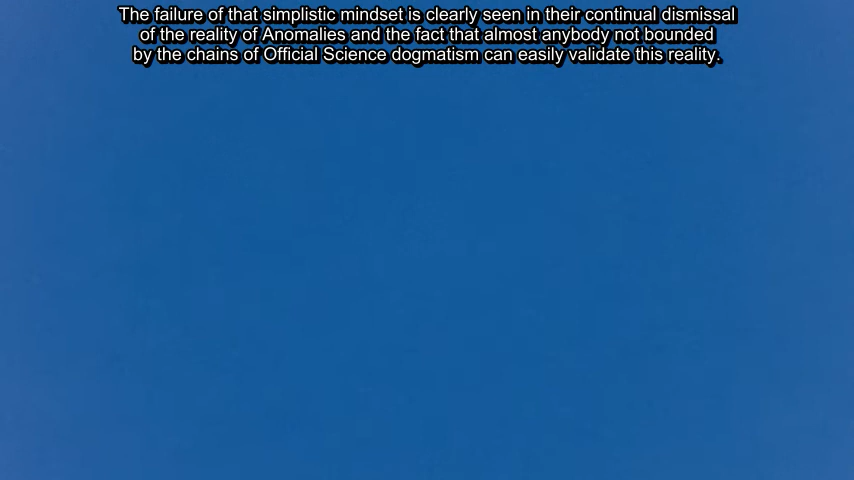 The failure of that simplistic mindset is clearly seen in their continual dismissal
of the reality of Anomalies and the fact that almost anybody not bounded
by the chains of Official Science dogmatism can easily validate this reality.